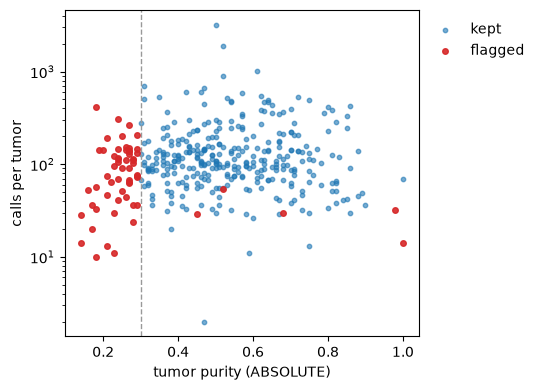 kept
flagged
calls per tumor
10³
10²
10¹
0.2 0.4 0.6 0.8 1.0
tumor purity (ABSOLUTE)